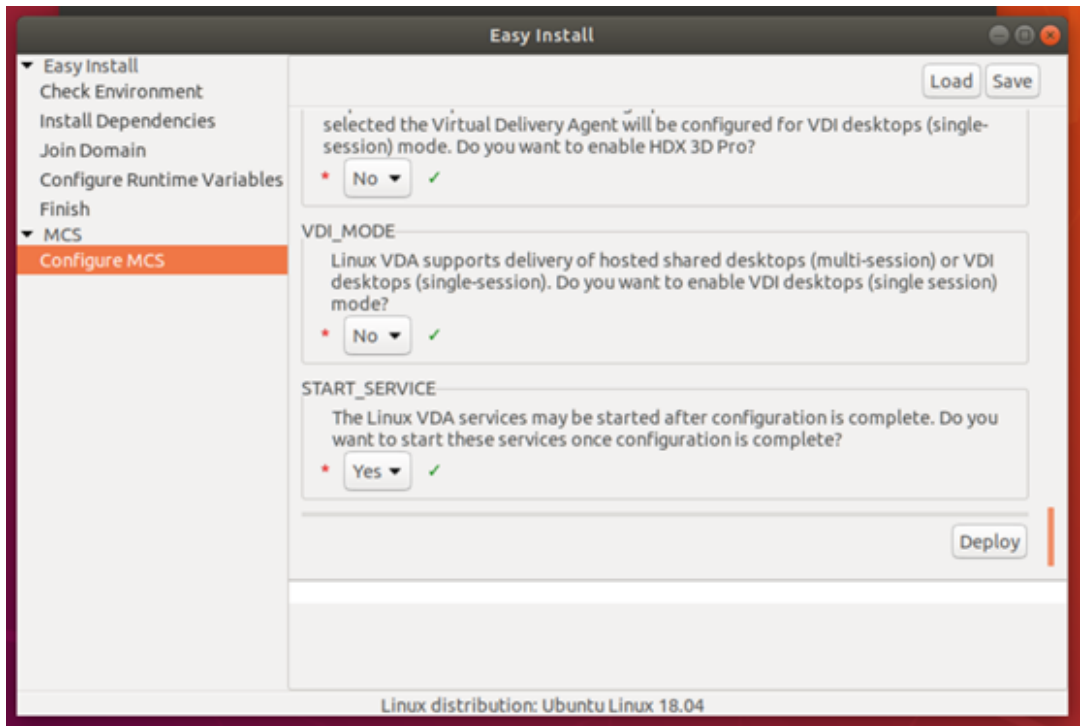 Easy Install
Easy Install
Check Environment
Install Dependencies
Join Domain
Configure Runtime Variables
Finish
MCS
Configure MCS
Load
Save
selected the Virtual Delivery Agent will be configured for VDI desktops (single-
session) mode. Do you want to enable HDX 3D Pro?
* No ✓
VDI_MODE
Linux VDA supports delivery of hosted shared desktops (multi-session) or VDI
desktops (single-session). Do you want to enable VDI desktops (single session)
mode?
* No ✓
START_SERVICE
The Linux VDA services may be started after configuration is complete. Do you
want to start these services once configuration is complete?
* Yes ✓
Deploy
Linux distribution: Ubuntu Linux 18.04